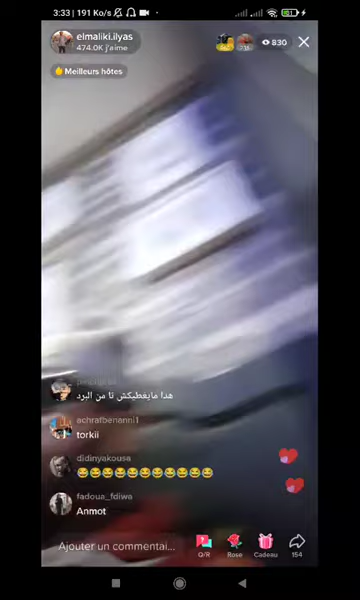 3:33 | 191 Ko/s
elmaliki.ilyas
474.0K j'aime
830
Meilleurs hôtes
هدا مايغطيكش تا من البرد
achrafbenanni1
torkii
didinyakousa
😂😂😂😂😂😂😂😂😂😂😂
fadoua_fdiwa
Anmot
Ajouter un commentai...
Q/R
Rose
Cadeau
154